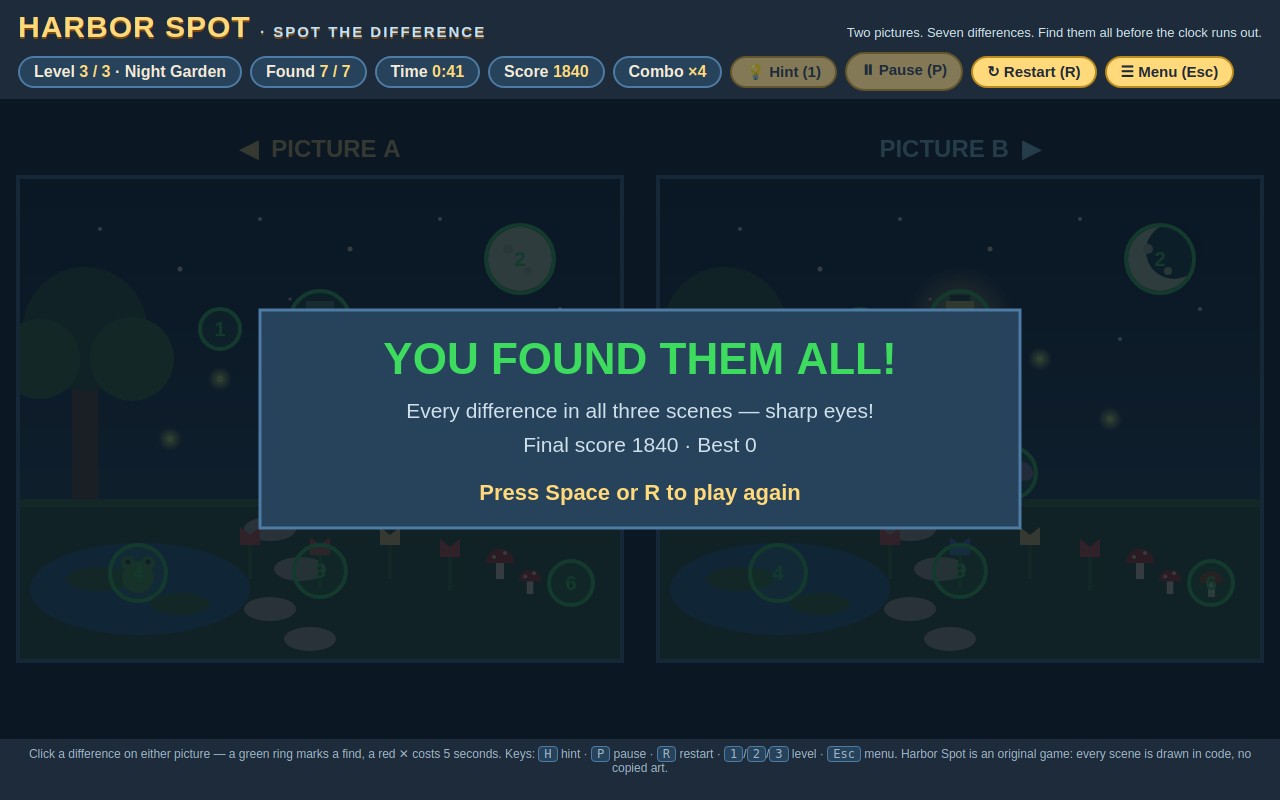 HARBOR SPOT · SPOT THE DIFFERENCE
Two pictures. Seven differences. Find them all before the clock runs out.
Level 3 / 3 · Night Garden
Found 7 / 7
Time 0:41
Score 1840
Combo ×4
💡 Hint (1)
⏸ Pause (P)
↻ Restart (R)
☰ Menu (Esc)
◀ PICTURE A
PICTURE B ▶
2
2
1
YOU FOUND THEM ALL!
Every difference in all three scenes — sharp eyes!
Final score 1840 · Best 0
Press Space or R to play again
6
4
6
Click a difference on either picture — a green ring marks a find, a red ✕ costs 5 seconds. Keys: H hint · P pause · R restart · 1/2/3 level · Esc menu. Harbor Spot is an original game: every scene is drawn in code, no
copied art.